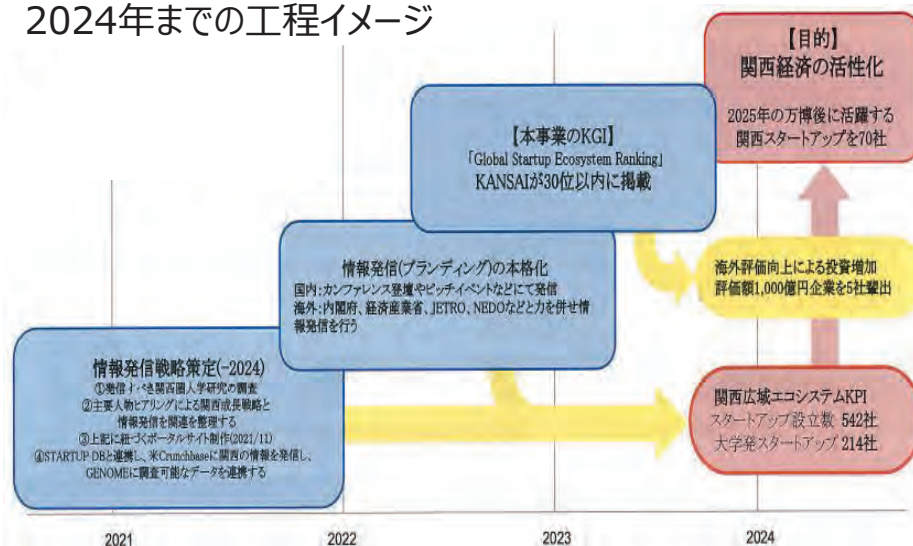 2024年までの工程イメージ
【目的】
関西経済の活性化
2025年の万博後に活躍する
関西スタートアップを70社
【本事業のKGI】
「Global Startup Ecosystem Ranking」
KANSAIが30位以内に掲載
情報発信(ブランディング)の本格化
国内:カンファレンス登壇やピッチイベントなどにて発信
海外:内閣府、経済産業省、JETRO、NEDOなどと力を併せ情
報発信を行う
海外評価向上による投資増加
評価額1,000億円企業を5社輩出
情報発信戦略策定(-2024)
①発信すべき関西圏大学研究の調査
②主要人物ヒアリングによる関西成長戦略と
情報発信を関連を整理する
③上記に紐づくポータルサイト制作(2021/11)
④STARTUP DBと連携し、米Crunchbaseに関西の情報を発信し、
GENOMEに調査可能なデータを連携する
関西広域エコシステムKPI
スタートアップ設立数 542社
大学発スタートアップ 214社
2021
2022
2023
2024